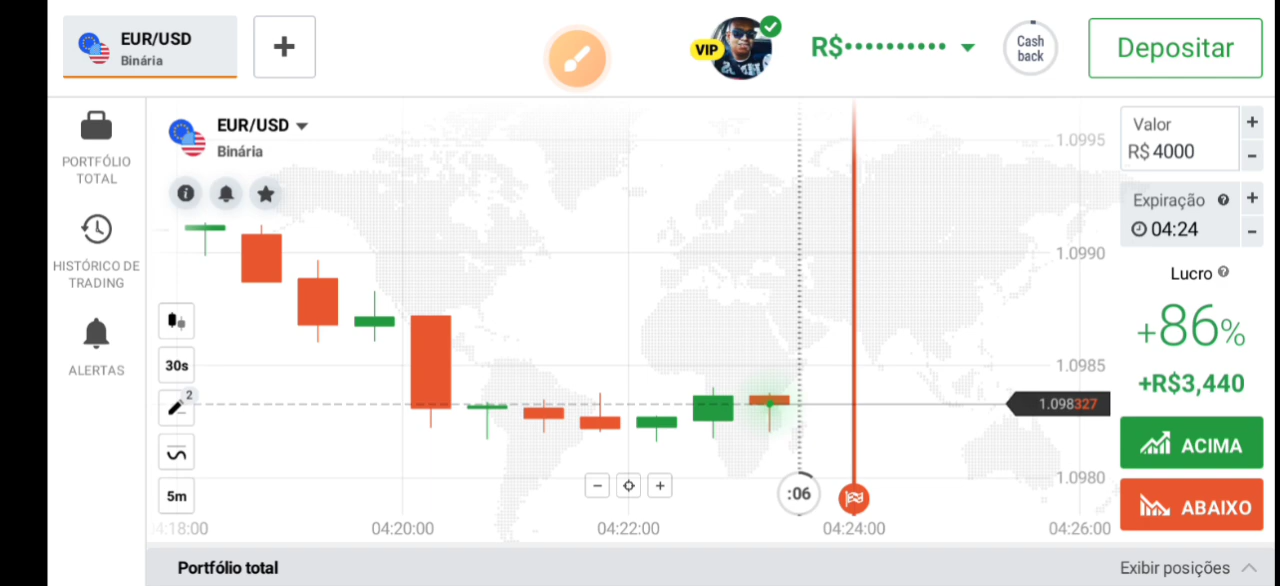 EUR/USD
Binária
+
VIP
R$••••••••••
Cash
back
Depositar
PORTFÓLIO
TOTAL
HISTÓRICO DE
TRADING
ALERTAS
EUR/USD
Binária
30s
2
5m
1.0995
1.0990
1.0985
1.098327
1.0980
− +
:06
4:18:00 04:20:00 04:22:00 04:24:00 04:26:00
Valor +
R$ 4000 -
Expiração ? +
04:24 -
Lucro ?
+86%
+R$3,440
ACIMA
ABAIXO
Portfólio total
Exibir posições